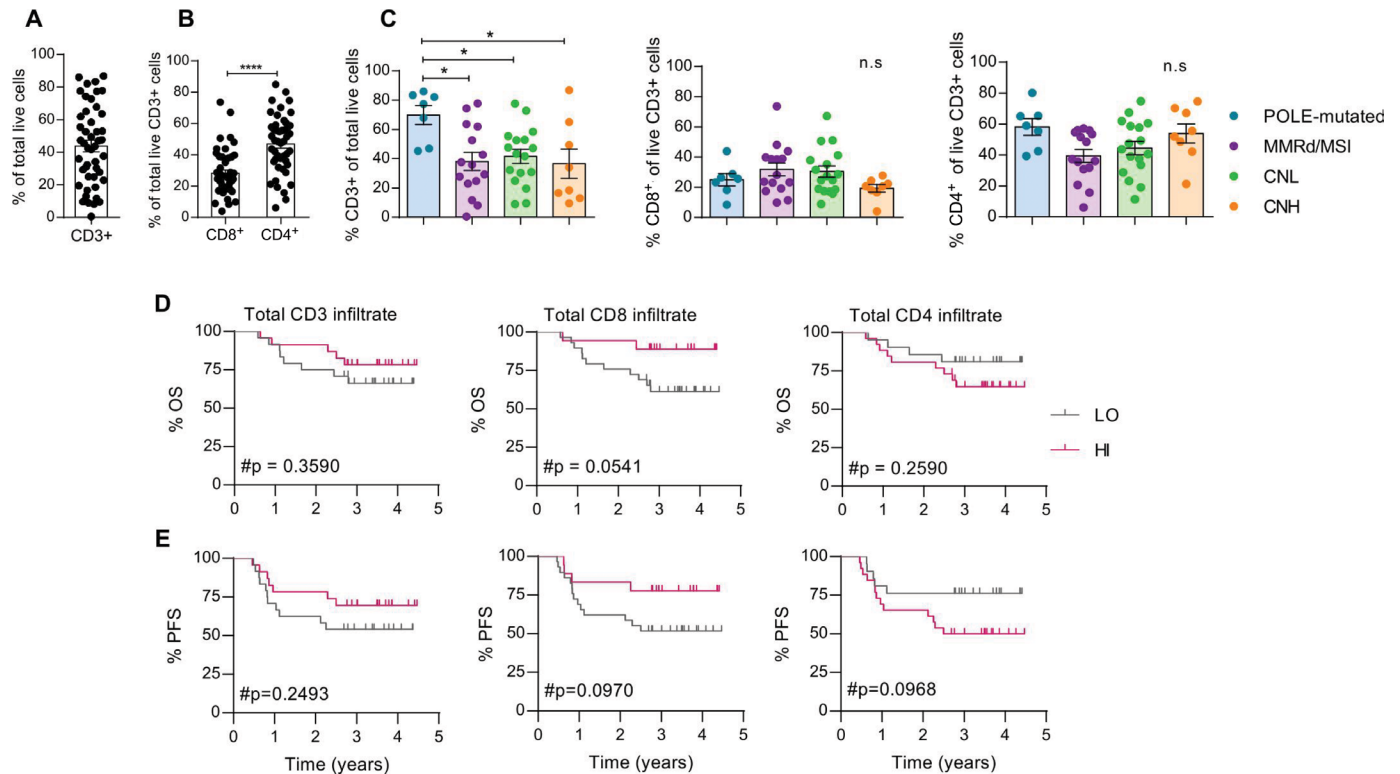 A
% of total live cells
100
80
60
40
20
0
CD3+
B
% of total live CD3+ cells
100
80
60
40
20
0
****
CD8⁺
CD4⁺
C
% CD3+ of total live cells
100
80
60
40
20
0
*
*
*
% CD8⁺ of live CD3+ cells
100
80
60
40
20
0
n.s
% CD4⁺ of live CD3+ cells
100
80
60
40
20
0
n.s
POLE-mutated
MMRd/MSI
CNL
CNH
D
Total CD3 infiltrate
% OS
100
75
50
25
0
#p = 0.3590
0 1 2 3 4 5
Total CD8 infiltrate
% OS
100
75
50
25
0
#p = 0.0541
0 1 2 3 4 5
Total CD4 infiltrate
% OS
100
75
50
25
0
#p = 0.2590
0 1 2 3 4 5
LO
HI
E
% PFS
100
75
50
25
0
#p=0.2493
0 1 2 3 4 5
Time (years)
% PFS
100
75
50
25
0
#p=0.0970
0 1 2 3 4 5
Time (years)
% PFS
100
75
50
25
0
#p=0.0968
0 1 2 3 4 5
Time (years)